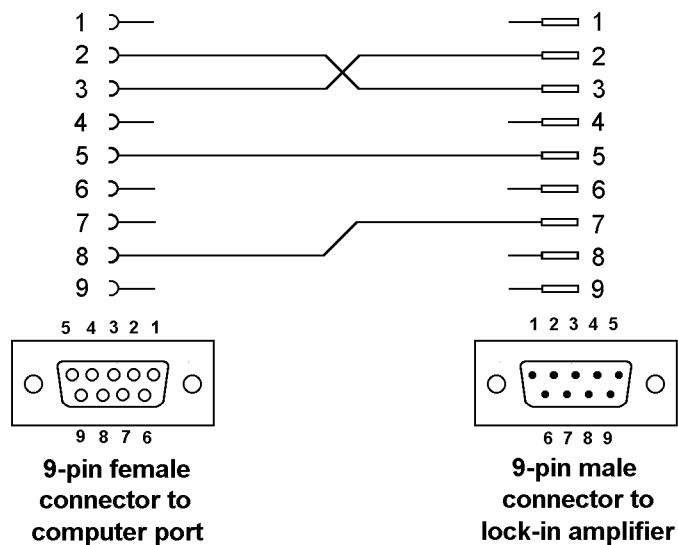 1 1
2 2
3 3
4 4
5 5
6 6
7 7
8 8
9 9
5 4 3 2 1
1 2 3 4 5
9 8 7 6
6 7 8 9
9-pin female
connector to
computer port
9-pin male
connector to
lock-in amplifier